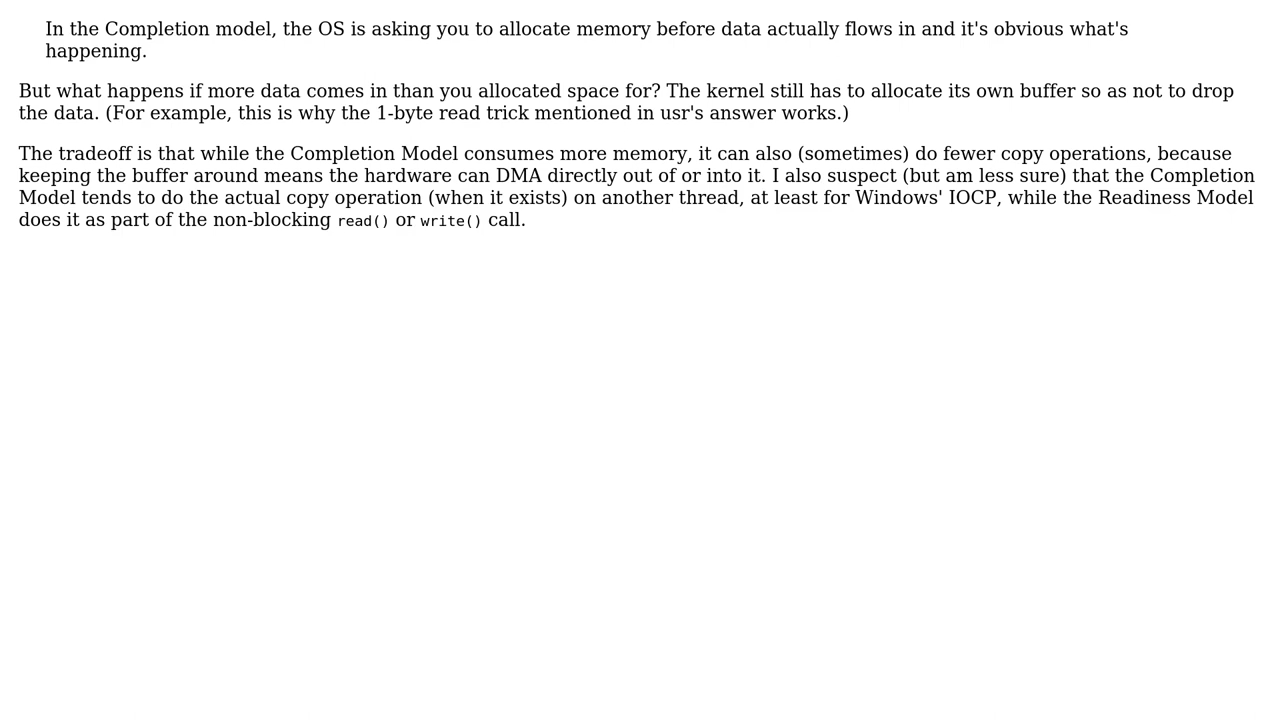 In the Completion model, the OS is asking you to allocate memory before data actually flows in and it's obvious what's
happening.
But what happens if more data comes in than you allocated space for? The kernel still has to allocate its own buffer so as not to drop
the data. (For example, this is why the 1-byte read trick mentioned in usr's answer works.)
The tradeoff is that while the Completion Model consumes more memory, it can also (sometimes) do fewer copy operations, because
keeping the buffer around means the hardware can DMA directly out of or into it. I also suspect (but am less sure) that the Completion
Model tends to do the actual copy operation (when it exists) on another thread, at least for Windows' IOCP, while the Readiness Model
does it as part of the non-blocking read() or write() call.